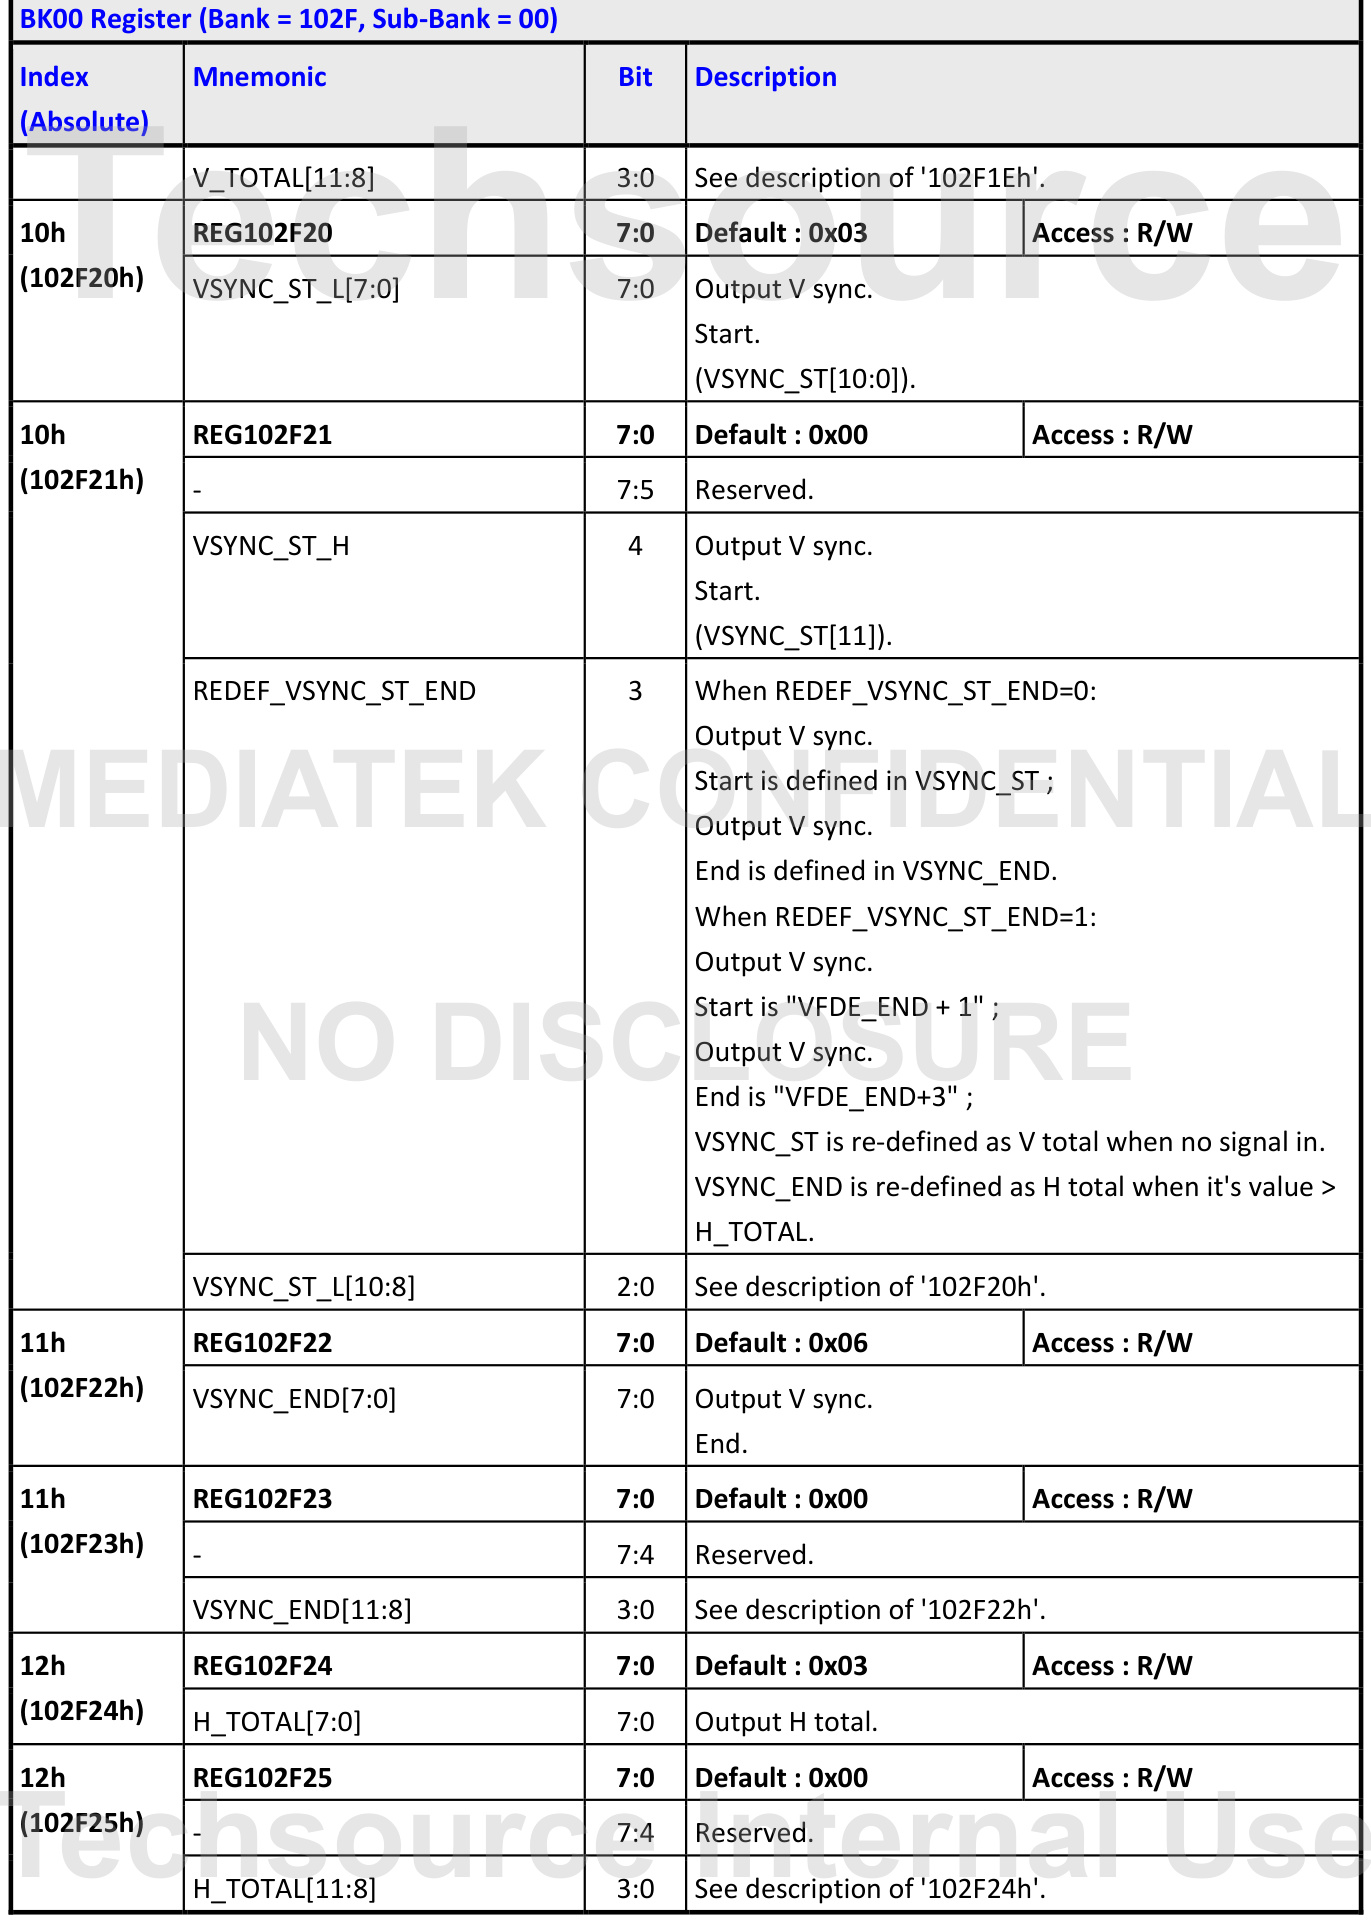 BK00 Register (Bank = 102F, Sub-Bank = 00)
Index (Absolute) Mnemonic Bit Description
V_TOTAL[11:8] 3:0 See description of '102F1Eh'.
Techsource
10h (102F20h) REG102F20 7:0 Default : 0x03 Access : R/W
VSYNC_ST_L[7:0] 7:0 Output V sync.
Start.
(VSYNC_ST[10:0]).
10h (102F21h) REG102F21 7:0 Default : 0x00 Access : R/W
- 7:5 Reserved.
VSYNC_ST_H 4 Output V sync.
Start.
(VSYNC_ST[11]).
REDEF_VSYNC_ST_END 3 When REDEF_VSYNC_ST_END=0:
Output V sync.
Start is defined in VSYNC_ST ;
MEDIATEK CONFIDENTIAL
Output V sync.
End is defined in VSYNC_END.
When REDEF_VSYNC_ST_END=1:
Output V sync.
Start is "VFDE_END + 1" ;
NO DISCLOSURE
Output V sync.
End is "VFDE_END+3" ;
VSYNC_ST is re-defined as V total when no signal in.
VSYNC_END is re-defined as H total when it's value >
H_TOTAL.
VSYNC_ST_L[10:8] 2:0 See description of '102F20h'.
11h (102F22h) REG102F22 7:0 Default : 0x06 Access : R/W
VSYNC_END[7:0] 7:0 Output V sync.
End.
11h (102F23h) REG102F23 7:0 Default : 0x00 Access : R/W
- 7:4 Reserved.
VSYNC_END[11:8] 3:0 See description of '102F22h'.
12h (102F24h) REG102F24 7:0 Default : 0x03 Access : R/W
H_TOTAL[7:0] 7:0 Output H total.
12h (102F25h) REG102F25 7:0 Default : 0x00 Access : R/W
- 7:4 Reserved.
Techsource Internal Use
H_TOTAL[11:8] 3:0 See description of '102F24h'.